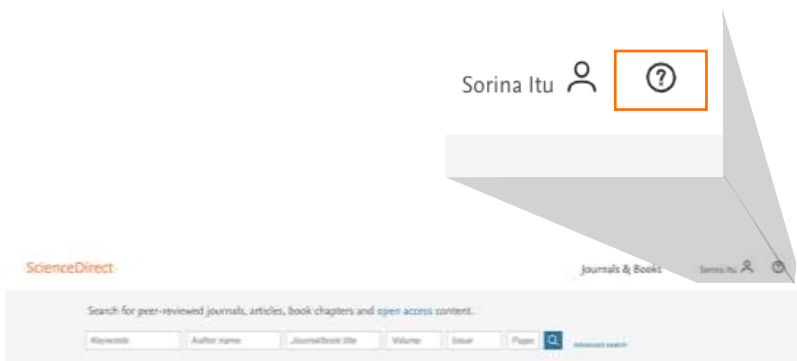 Sorina Itu
?
ScienceDirect Journals & Books Sorina Itu ?
Search for peer-reviewed journals, articles, book chapters and open access content.
Keywords Author name Journal/book title Volume Issue Pages Advanced search